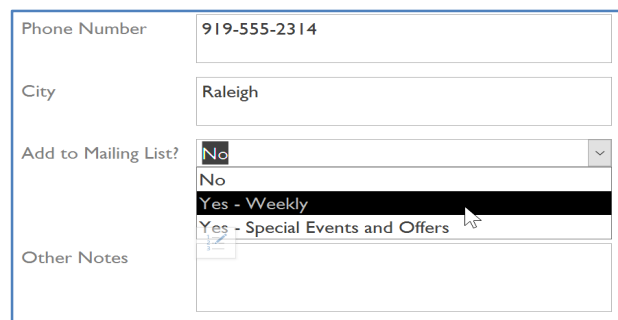 Phone Number 919-555-2314
City Raleigh
Add to Mailing List? No
No
Yes - Weekly
Yes - Special Events and Offers
Other Notes